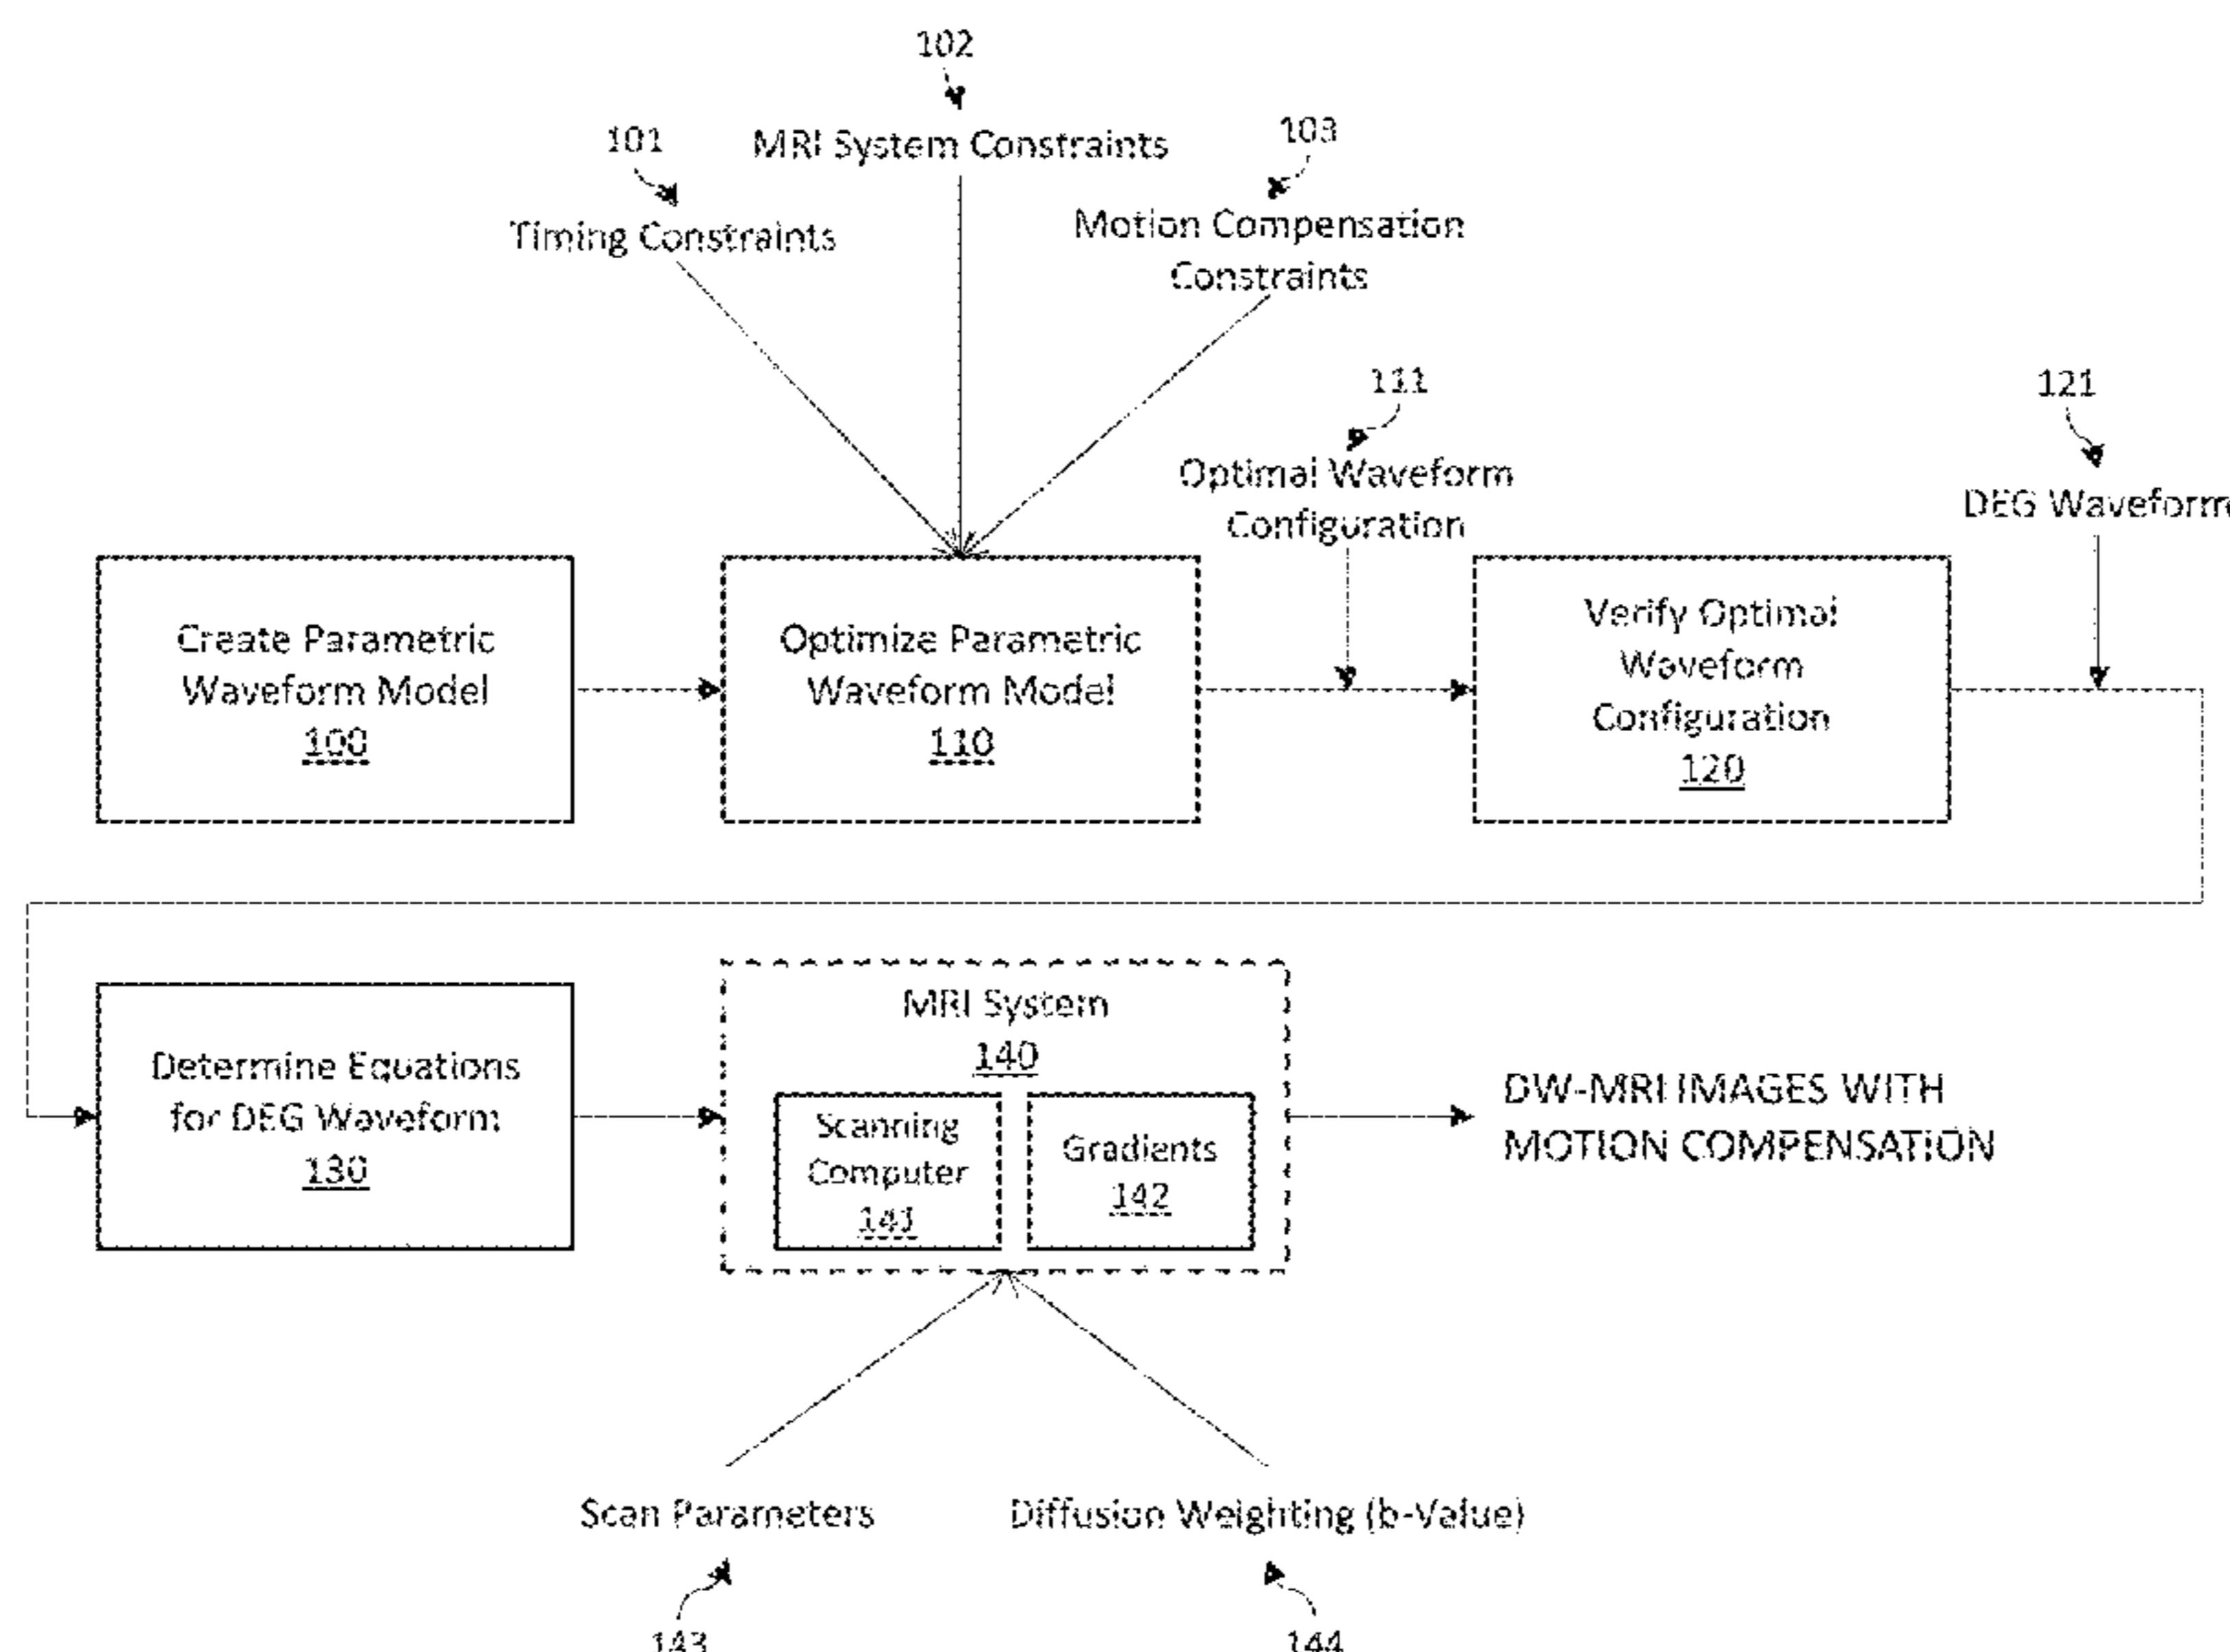 102
MRI System Constraints
101
103
Timing Constraints
Motion Compensation
Constraints
111
121
Optimal Waveform
Configuration
DEG Waveform
Create Parametric
Waveform Model
100
Optimize Parametric
Waveform Model
110
Verify Optimal
Waveform
Configuration
120
Determine Equations
for DEG Waveform
130
MRI System
140
Scanning
Computer
141
Gradients
142
DW-MRI IMAGES WITH
MOTION COMPENSATION
Scan Parameters
Diffusion Weighting (b-Value)
143
144